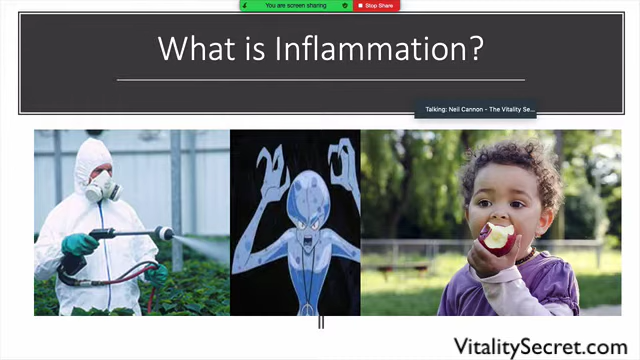 You are screen sharing
Stop Share
What is Inflammation?
Talking: Neil Cannon - The Vitality Se...
VitalitySecret.com